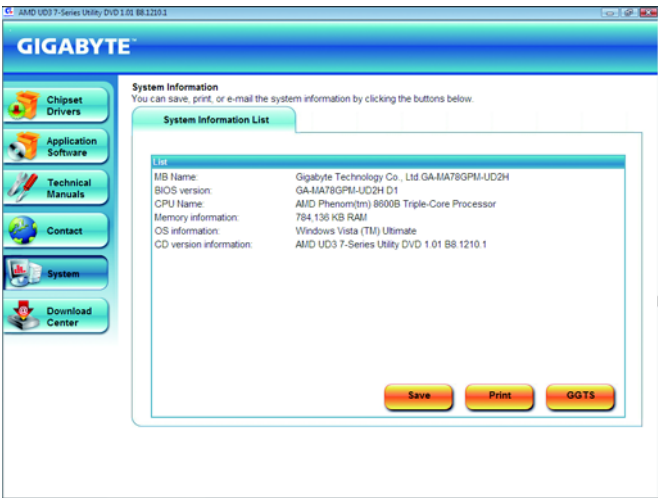 AMD UD3 7-Series Utility DVD 1.01 B8.1210.1
GIGABYTE™
Chipset
Drivers
Application
Software
Technical
Manuals
Contact
System
Download
Center
System Information
You can save, print, or e-mail the system information by clicking the buttons below.
System Information List
List
MB Name: Gigabyte Technology Co., Ltd.GA-MA78GPM-UD2H
BIOS version: GA-MA78GPM-UD2H D1
CPU Name: AMD Phenom(tm) 8600B Triple-Core Processor
Memory information: 784,136 KB RAM
OS information: Windows Vista (TM) Ultimate
CD version information: AMD UD3 7-Series Utility DVD 1.01 B8.1210.1
Save Print GGTS